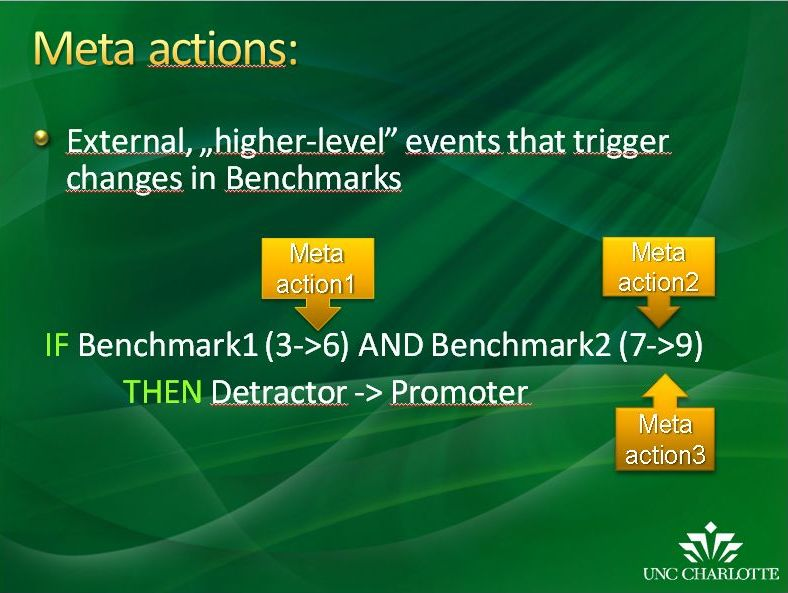 Meta actions:
External, „higher-level” events that trigger
changes in Benchmarks
Meta
action1
Meta
action2
IF Benchmark1 (3->6) AND Benchmark2 (7->9)
THEN Detractor -> Promoter
Meta
action3
UNC CHARLOTTE